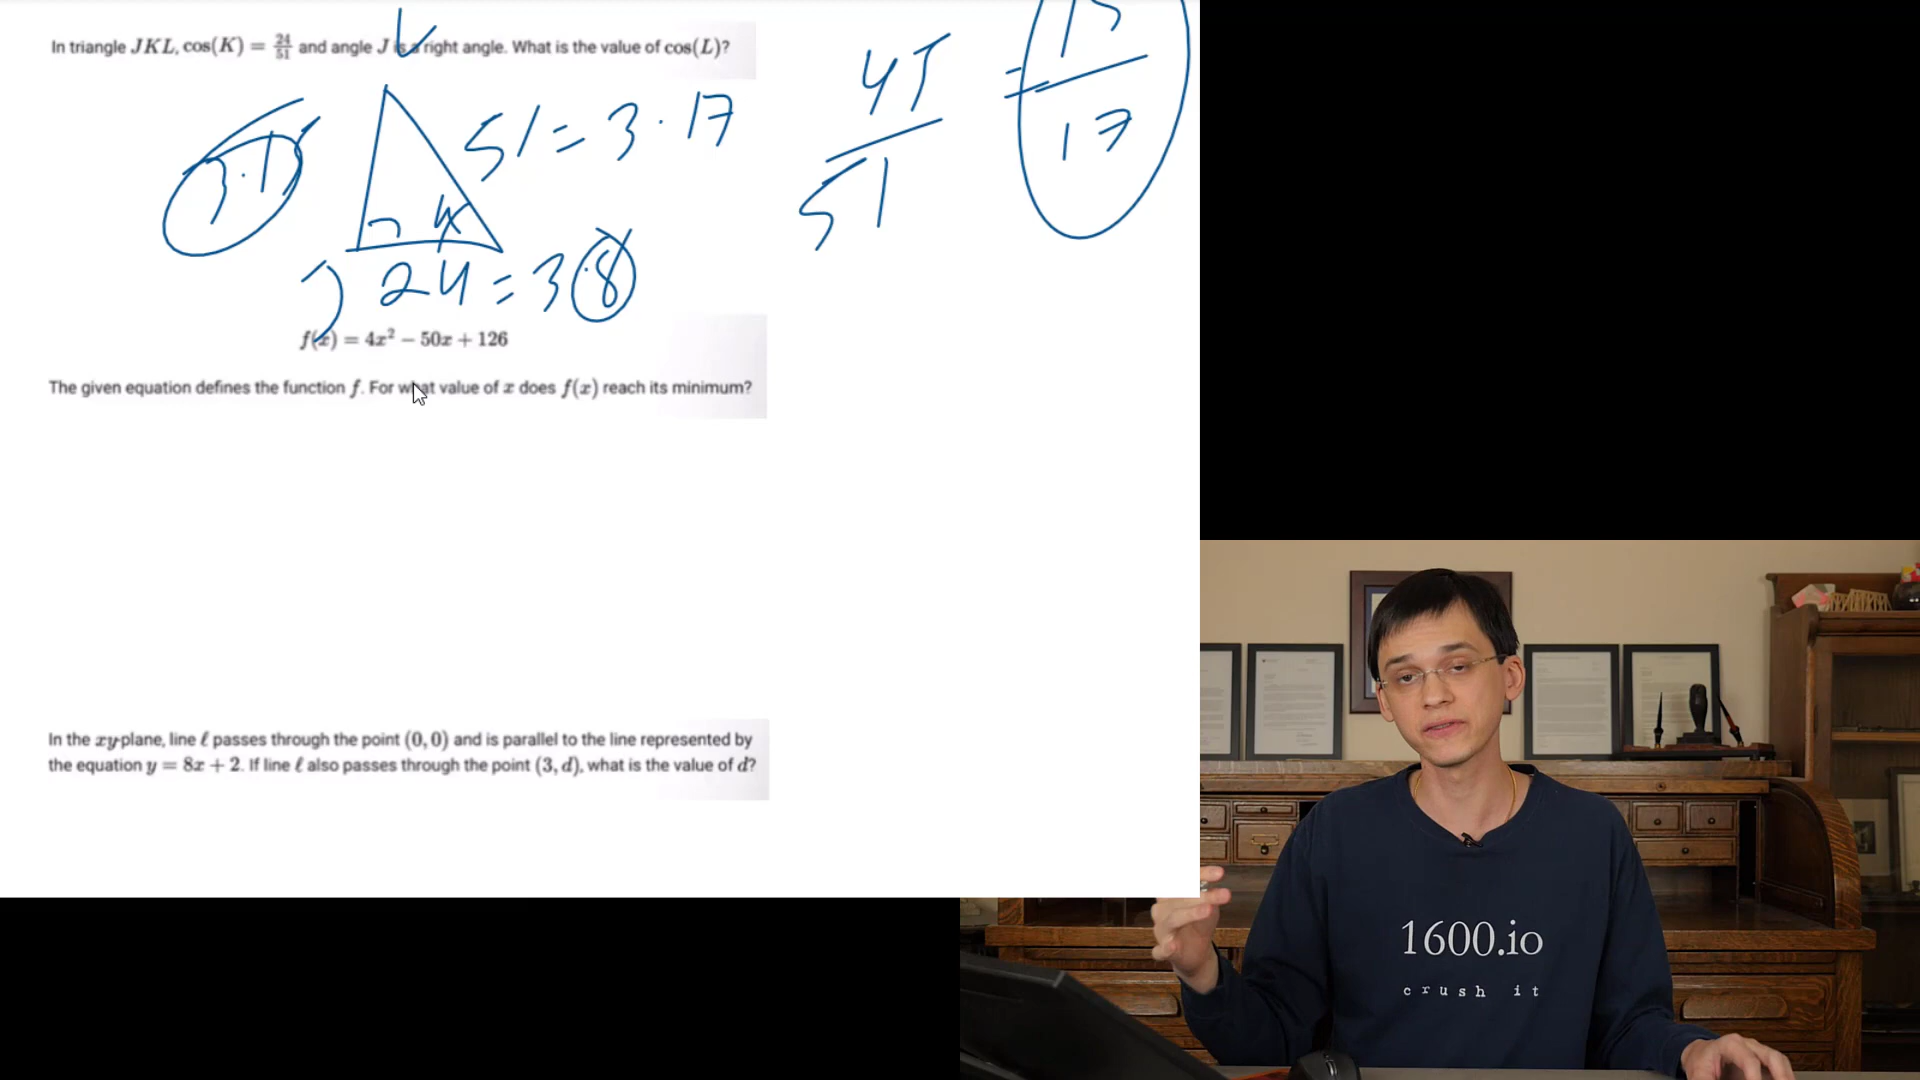 In triangle JKL, cos(K) = 24/51 and angle J is a right angle. What is the value of cos(L)?
L
51 = 3 · 17
3·15
K
J
24 = 3·8
45/51 = 15/17
f(x) = 4x² − 50x + 126
The given equation defines the function f. For what value of x does f(x) reach its minimum?
In the xy-plane, line ℓ passes through the point (0, 0) and is parallel to the line represented by
the equation y = 8x + 2. If line ℓ also passes through the point (3, d), what is the value of d?
1600.io
crush it